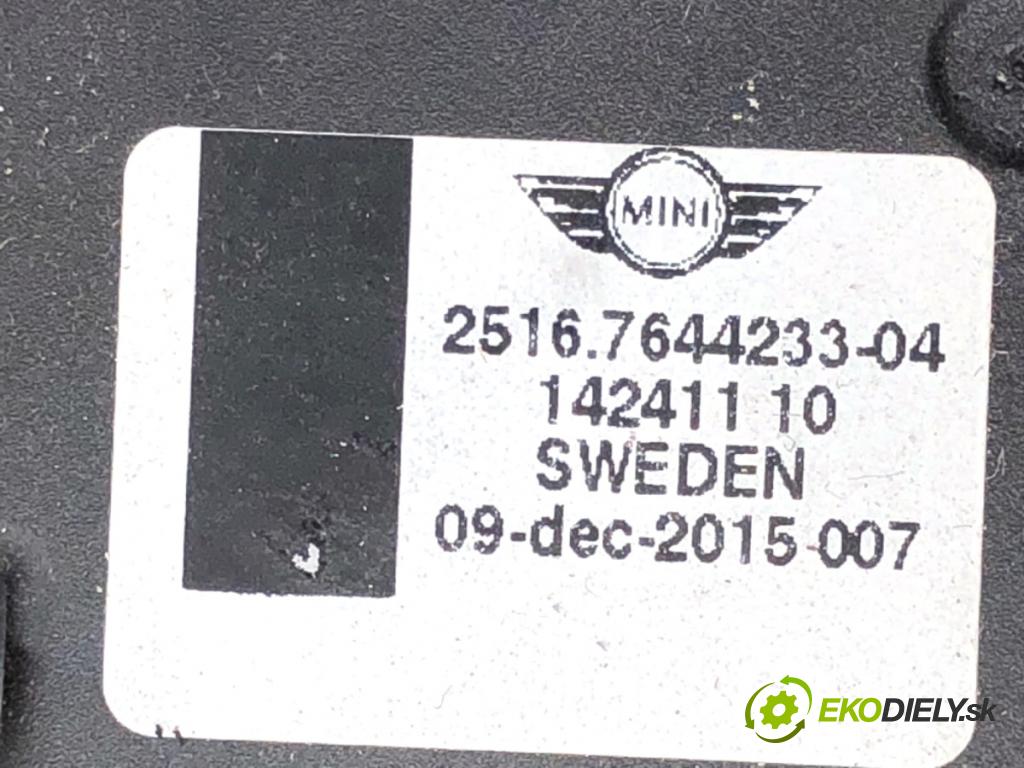 MINI
2516.7644233-04
142411 10
SWEDEN
09-dec-2015 007
EKODIELY.sk